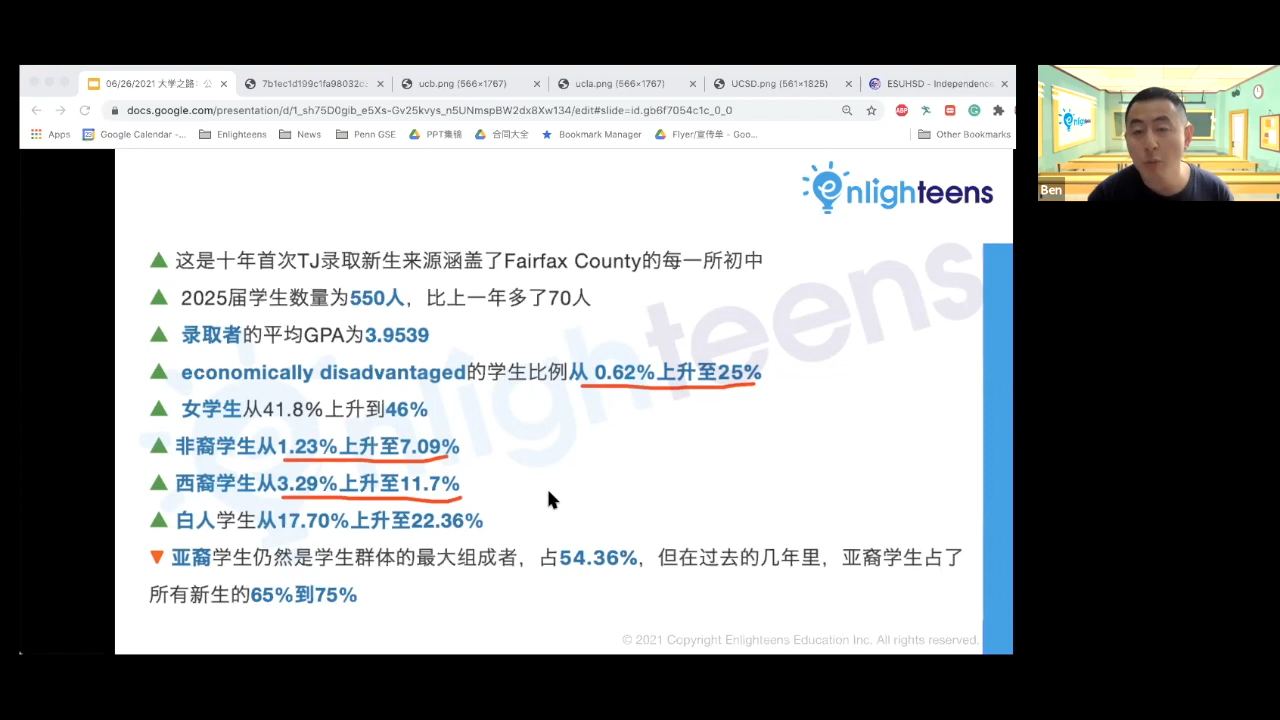 06/26/2021 大学之路：公
7b1ec1d199c1fa98032c
ucb.png (566×1767)
ucla.png (566×1767)
UCSD.png (561×1825)
ESUHSD - Independence
docs.google.com/presentation/d/1_sh75D0gib_e5Xs-Gv25kvys_n5UNmspBW2dx8Xw134/edit#slide=id.gb6f7054c1c_0_0
ABP
Apps
Google Calendar -...
Enlighteens
News
Penn GSE
PPT集锦
合同大全
Bookmark Manager
Flyer/宣传单 - Goo...
Other Bookmarks
enlighteens
Ben
▲ 这是十年首次TJ录取新生来源涵盖了Fairfax County的每一所初中
▲ 2025届学生数量为550人，比上一年多了70人
▲ 录取者的平均GPA为3.9539
▲ economically disadvantaged的学生比例从 0.62%上升至25%
▲ 女学生从41.8%上升到46%
▲ 非裔学生从1.23%上升至7.09%
▲ 西裔学生从3.29%上升至11.7%
▲ 白人学生从17.70%上升至22.36%
▼ 亚裔学生仍然是学生群体的最大组成者，占54.36%，但在过去的几年里，亚裔学生占了
所有新生的65%到75%
© 2021 Copyright Enlighteens Education Inc. All rights reserved.